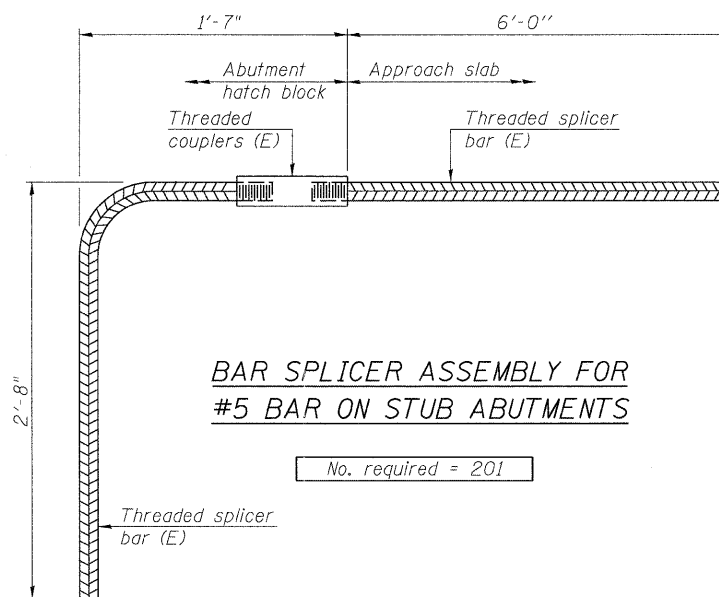 1'-7"
6'-0"
Abutment
hatch block
Approach slab
Threaded
couplers (E)
Threaded splicer
bar (E)
2'-8"
BAR SPLICER ASSEMBLY FOR
#5 BAR ON STUB ABUTMENTS
No. required = 201
Threaded splicer
bar (E)